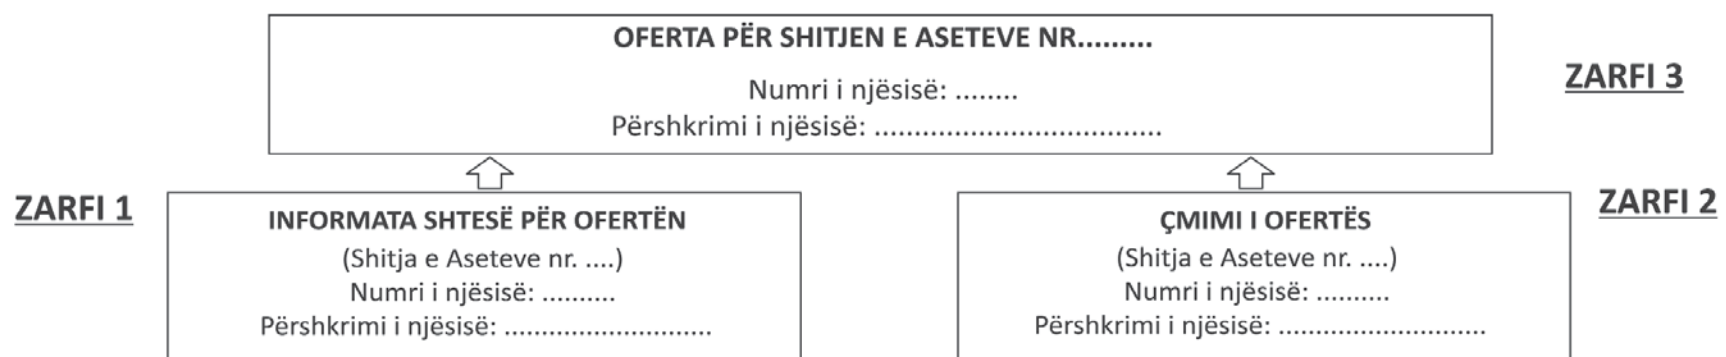 OFERTA PËR SHITJEN E ASETEVE NR.........
Numri i njësisë: ........
Përshkrimi i njësisë: ....................................
ZARFI 3
ZARFI 1
INFORMATA SHTESË PËR OFERTËN
(Shitja e Aseteve nr. ....)
Numri i njësisë: ..........
Përshkrimi i njësisë: ............................
ÇMIMI I OFERTËS
(Shitja e Aseteve nr. ....)
Numri i njësisë: ..........
Përshkrimi i njësisë: ............................
ZARFI 2